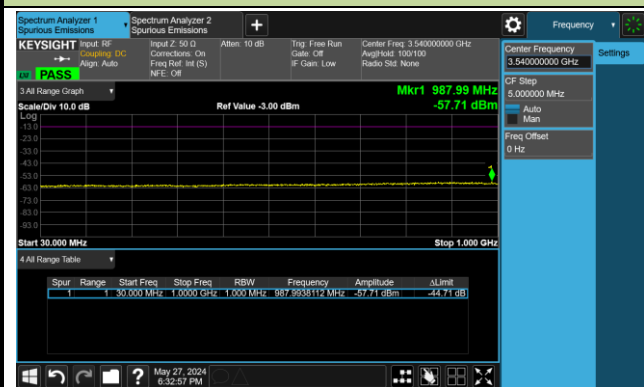 Spectrum Analyzer 1
Spurious Emissions
Spectrum Analyzer 2
Spurious Emissions
Frequency
KEYSIGHT
Input: RF
Coupling: DC
Align: Auto
Input Z: 50 Ω
Corrections: On
Freq Ref: Int (S)
NFE: Off
Atten: 10 dB
Trig: Free Run
Gate: Off
IF Gain: Low
Center Freq: 3.540000000 GHz
Avg|Hold: 100/100
Radio Std: None
LXI
PASS
Center Frequency
3.540000000 GHz
Settings
CF Step
5.000000 MHz
Auto
Man
Freq Offset
0 Hz
3 All Range Graph
Mkr1 987.99 MHz
Scale/Div 10.0 dB
Ref Value -3.00 dBm
-57.71 dBm
Log
-13.0
-23.0
-33.0
-43.0
-53.0
-63.0
-73.0
-83.0
-93.0
1
Start 30.000 MHz
Stop 1.000 GHz
4 All Range Table
Spur Range Start Freq Stop Freq RBW Frequency Amplitude ΔLimit
1 1 30.000 MHz 1.0000 GHz 1.000 MHz 987.9938112 MHz -57.71 dBm -44.71 dB
May 27, 2024
6:32:57 PM